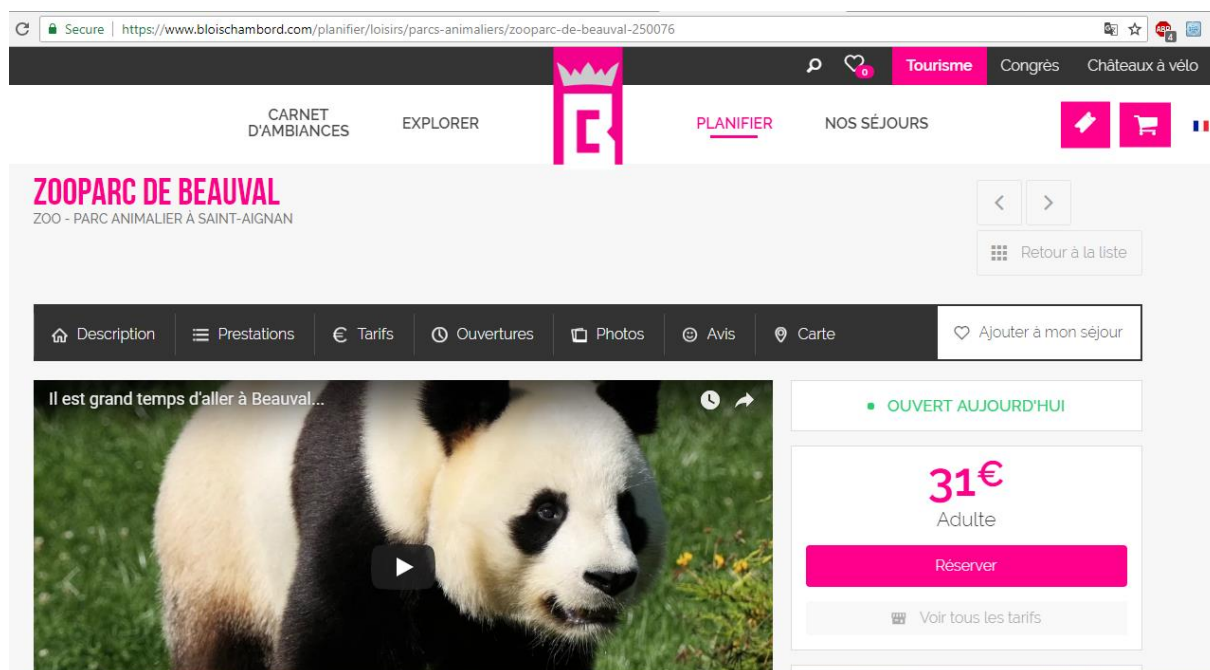 Secure | https://www.bloischambord.com/planifier/loisirs/parcs-animaliers/zooparc-de-beauval-250076
ABP
4
0
Tourisme
Congrès
Châteaux à vélo
CARNET
D'AMBIANCES
EXPLORER
PLANIFIER
NOS SÉJOURS
ZOOPARC DE BEAUVAL
ZOO - PARC ANIMALIER À SAINT-AIGNAN
Retour à la liste
Description
Prestations
€ Tarifs
Ouvertures
Photos
Avis
Carte
Ajouter à mon séjour
Il est grand temps d'aller à Beauval...
OUVERT AUJOURD'HUI
31€
Adulte
Réserver
Voir tous les tarifs